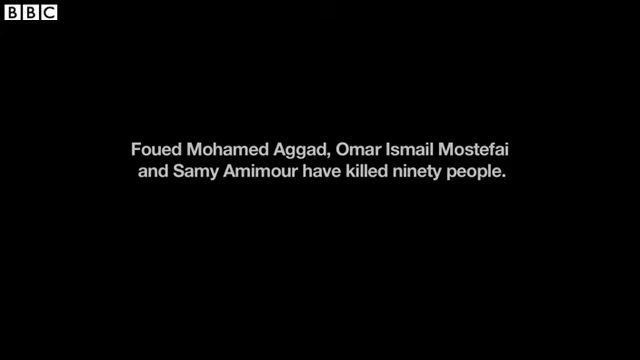 BBC
Foued Mohamed Aggad, Omar Ismail Mostefai
and Samy Amimour have killed ninety people.